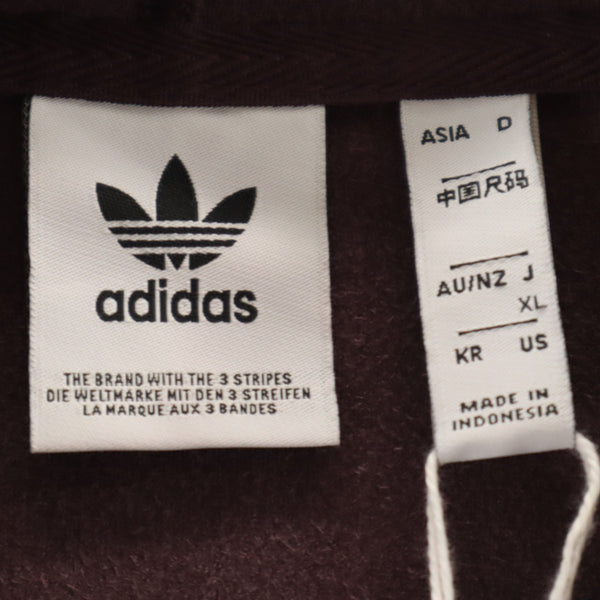 adidas
THE BRAND WITH THE 3 STRIPES
DIE WELTMARKE MIT DEN 3 STREIFEN
LA MARQUE AUX 3 BANDES
ASIA D
中国尺码
AU/NZ J
XL
KR US
MADE IN
INDONESIA